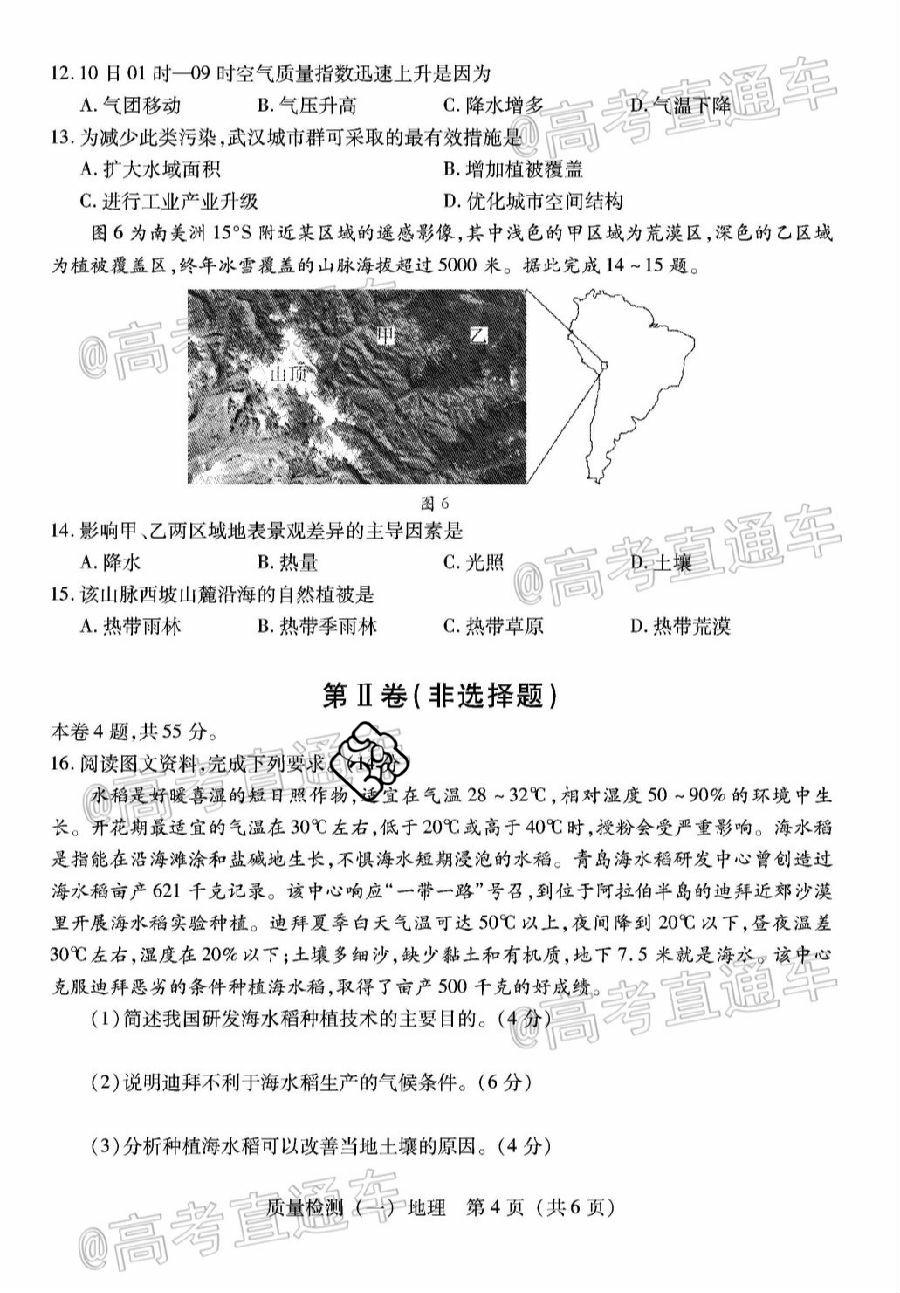 12. 10 日 01 时—09 时空气质量指数迅速上升是因为
A. 气团移动 B. 气压升高 C. 降水增多 D. 气温下降
13. 为减少此类污染,武汉城市群可采取的最有效措施是
A. 扩大水域面积 B. 增加植被覆盖
C. 进行工业产业升级 D. 优化城市空间结构
图 6 为南美洲 15°S 附近某区域的遥感影像,其中浅色的甲区域为荒漠区,深色的乙区域
为植被覆盖区,终年冰雪覆盖的山脉海拔超过 5000 米。据此完成 14 ~ 15 题。
甲 乙
山顶
图 6
14. 影响甲、乙两区域地表景观差异的主导因素是
A. 降水 B. 热量 C. 光照 D. 土壤
15. 该山脉西坡山麓沿海的自然植被是
A. 热带雨林 B. 热带季雨林 C. 热带草原 D. 热带荒漠
第 Ⅱ 卷(非选择题)
本卷 4 题,共 55 分。
16. 阅读图文资料,完成下列要求。(14 分)
水稻是好暖喜湿的短日照作物,适宜在气温 28 ~ 32℃,相对湿度 50 ~ 90% 的环境中生
长。开花期最适宜的气温在 30℃ 左右,低于 20℃ 或高于 40℃ 时,授粉会受严重影响。海水稻
是指能在沿海滩涂和盐碱地生长,不惧海水短期浸泡的水稻。青岛海水稻研发中心曾创造过
海水稻亩产 621 千克记录。该中心响应“一带一路”号召,到位于阿拉伯半岛的迪拜近郊沙漠
里开展海水稻实验种植。迪拜夏季白天气温可达 50℃ 以上,夜间降到 20℃ 以下,昼夜温差
30℃ 左右,湿度在 20% 以下;土壤多细沙,缺少黏土和有机质,地下 7.5 米就是海水。该中心
克服迪拜恶劣的条件种植海水稻,取得了亩产 500 千克的好成绩。
(1)简述我国研发海水稻种植技术的主要目的。(4 分)
(2)说明迪拜不利于海水稻生产的气候条件。(6 分)
(3)分析种植海水稻可以改善当地土壤的原因。(4 分)
质量检测(一) 地理 第 4 页 (共 6 页)
@高考直通车
@高考直通车
@高考直通车
@高考直通车
@高考直通车
@高考直通车